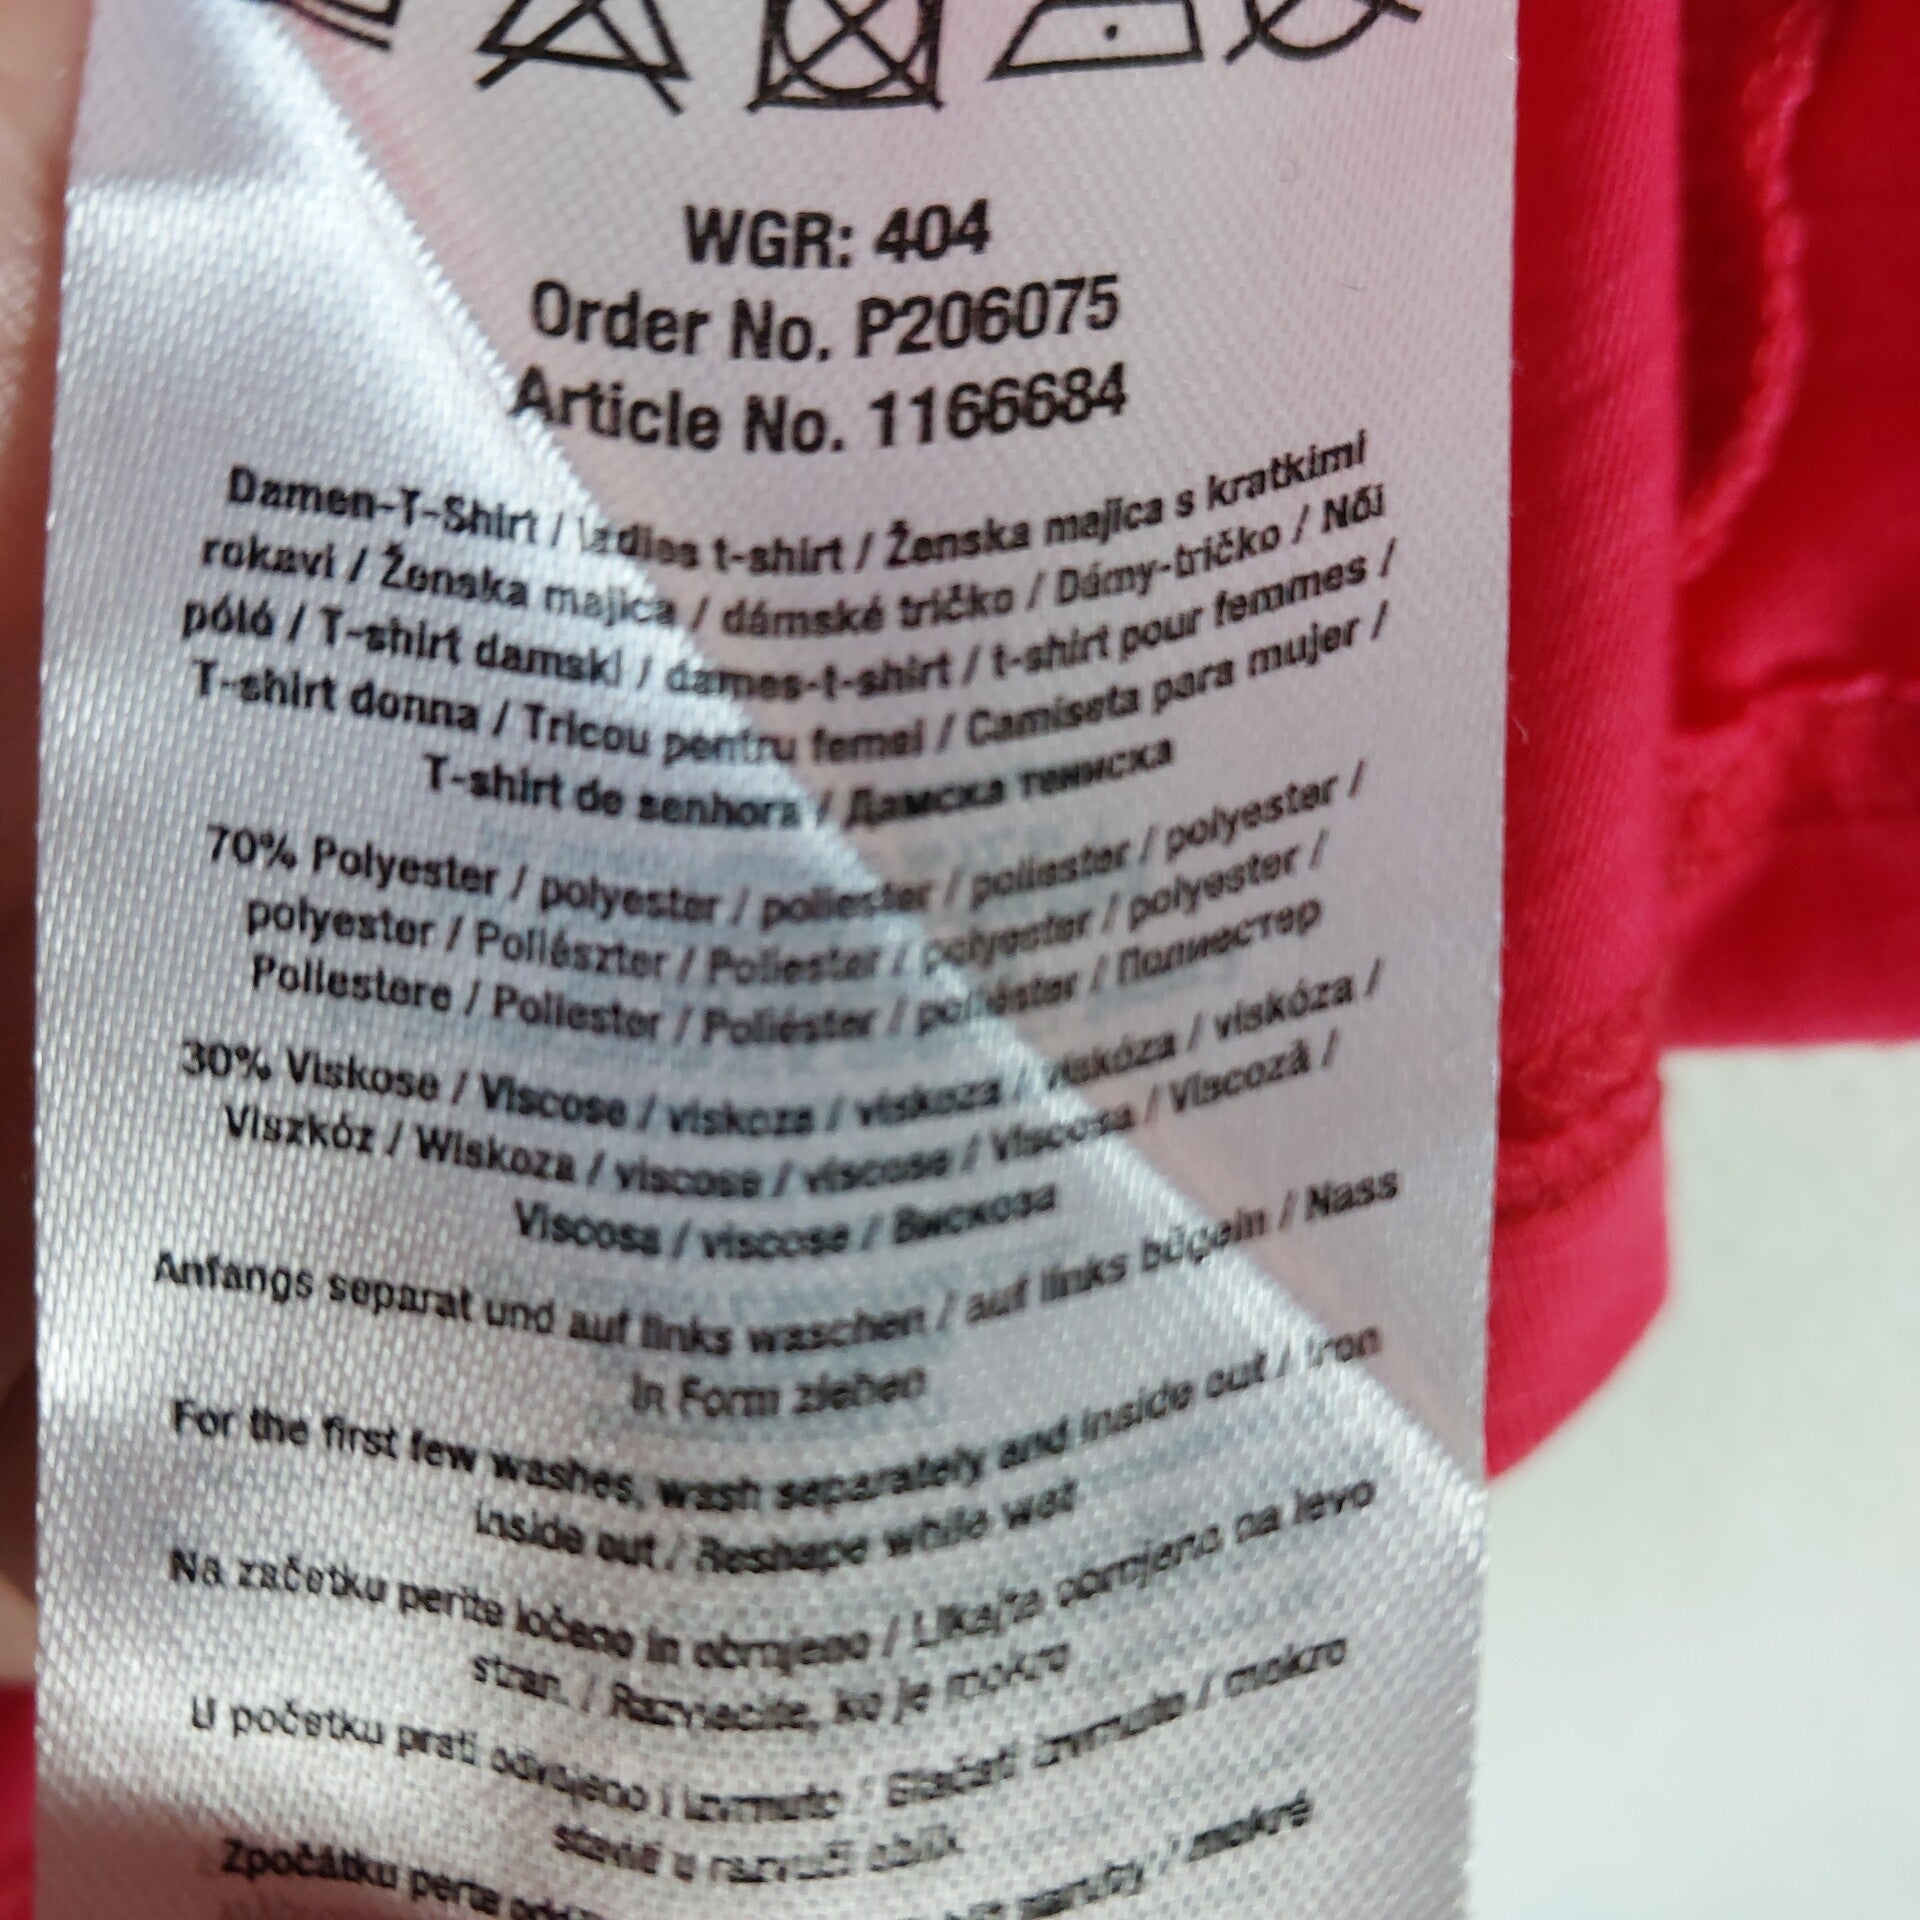 WGR: 404
Order No. P206075
Article No. 1166684
Damen-T-Shirt / ladies t-shirt / Ženska majica s kratkimi
rokavi / Ženska majica / dámské tričko / Dámy-tričko / Női
póló / T-shirt damski / dames-t-shirt / t-shirt pour femmes /
T-shirt donna / Tricou pentru femei / Camiseta para mujer /
T-shirt de senhora / Дамска тениска
70% Polyester / polyester / poliester / poliester / polyester /
polyester / Poliészter / Poliester / polyester / polyester /
Poliestere / Poliester / Poliéster / poliéster / Полиестер
30% Viskose / Viscose / viskoza / viskoza / viskóza / viskóza /
Viszkóz / Wiskoza / viscose / viscose / Viscosa / Viscoză /
Viscosa / viscose / Вискоза
Anfangs separat und auf links waschen / auf links bügeln / Nass
in Form ziehen
For the first few washes, wash separately and inside out / Iron
inside out / Reshape while wet
Na začetku perite ločeno in obrnjeno / Likajte obrnjeno na levo
stran. / Razvlecite, ko je mokro
U početku prati odvojeno i izvrnuto / Glačati izvrnuto / mokro
staviti u razvući oblik
Zpočátku perte mokré